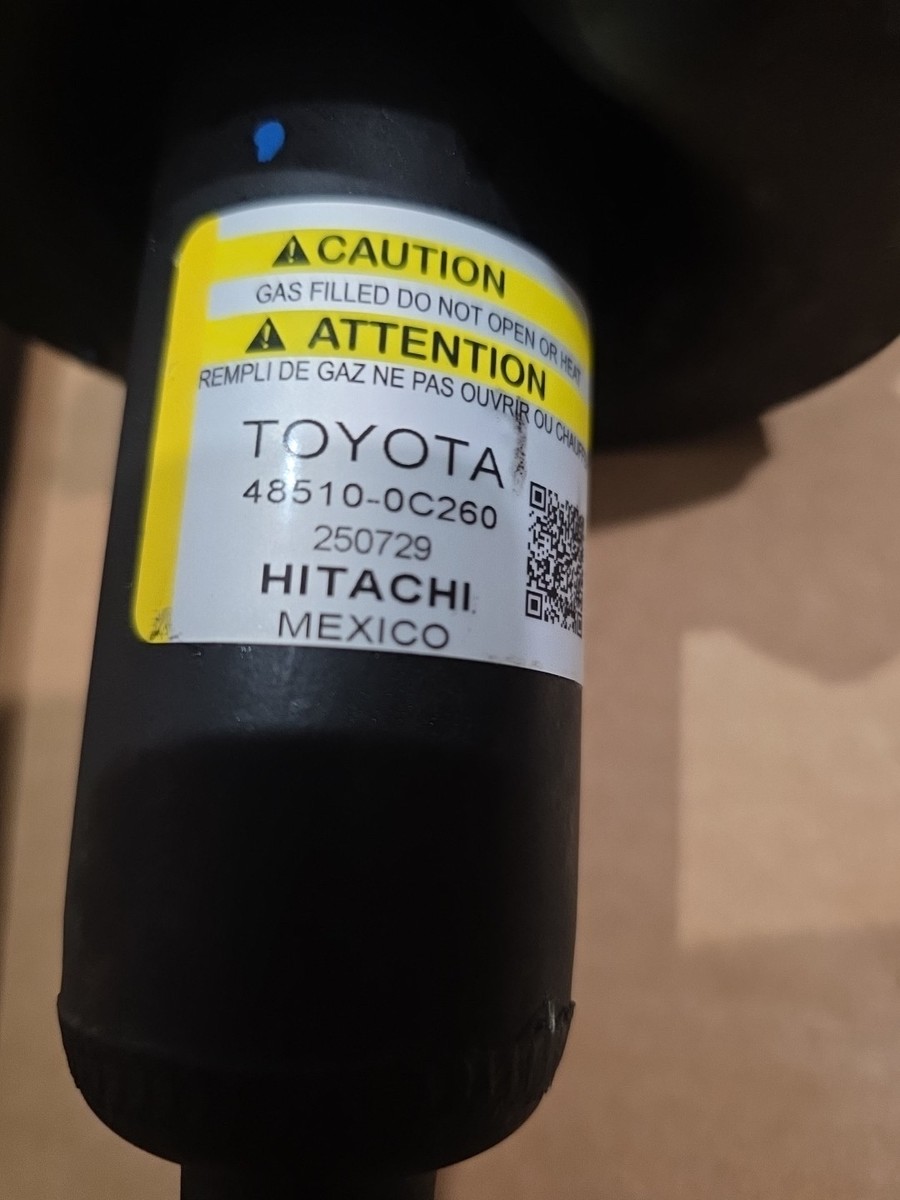 CAUTION
GAS FILLED DO NOT OPEN OR HEAT
ATTENTION
REMPLI DE GAZ NE PAS OUVRIR OU
TOYOTA
48510-0C260
250729
HITACHI
MEXICO